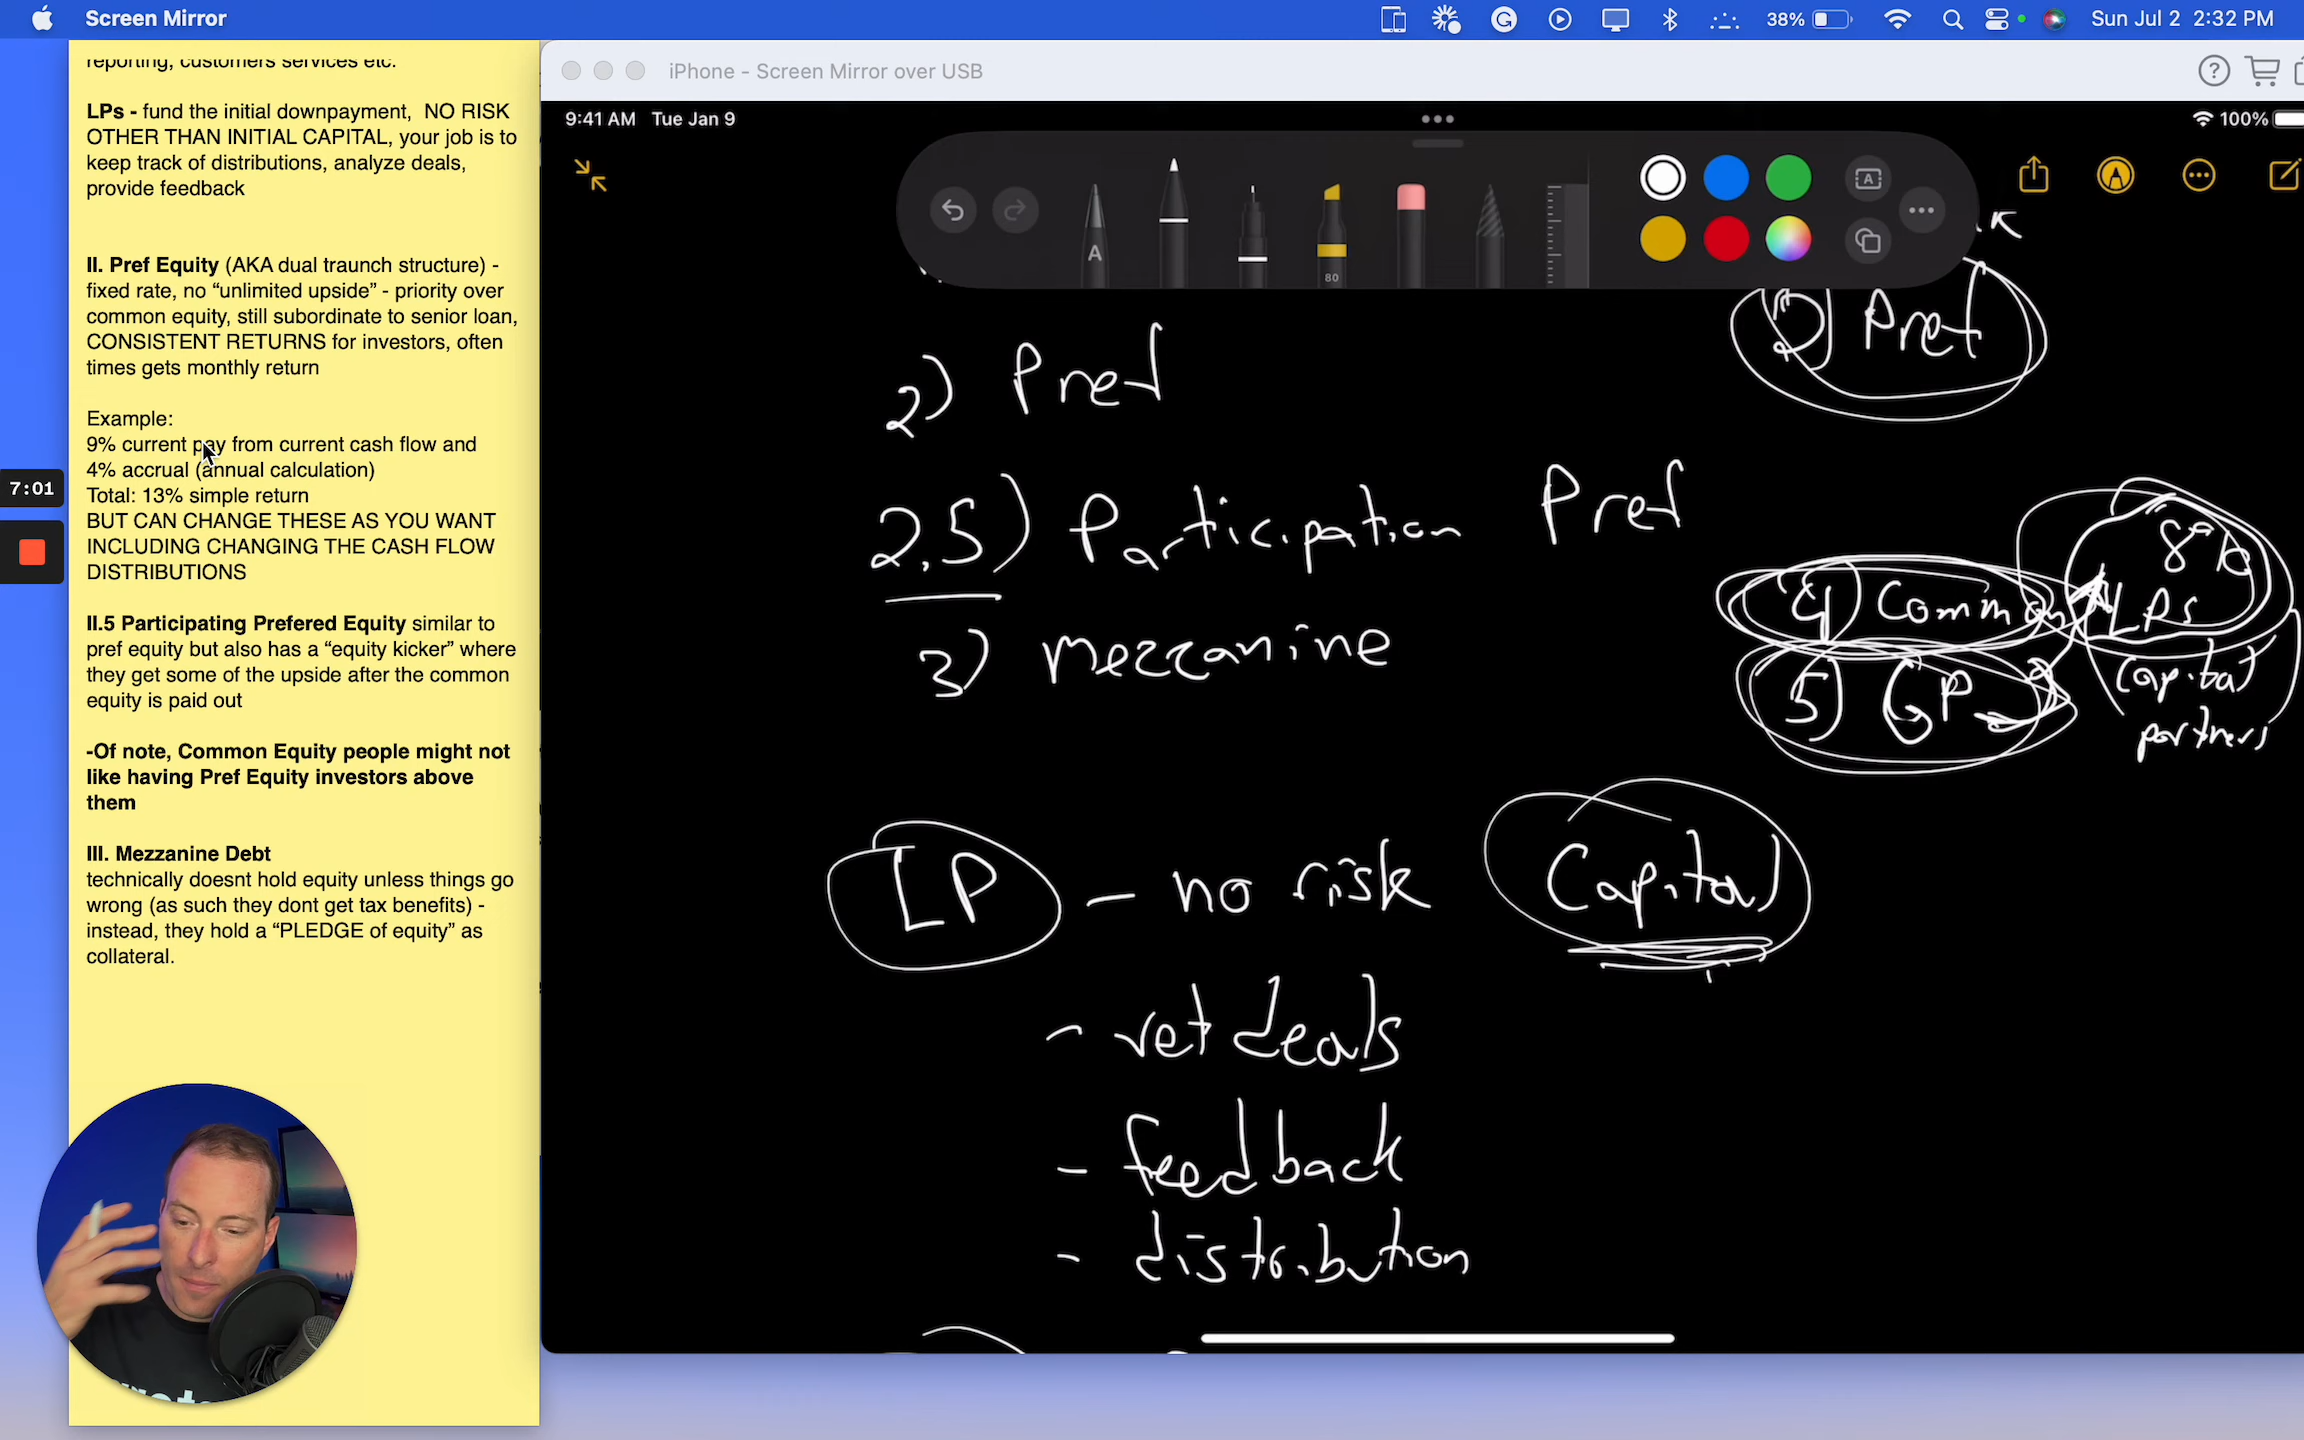 Screen Mirror
38%
Sun Jul 2 2:32 PM
reporting, customers services etc.
LPs - fund the initial downpayment, NO RISK
OTHER THAN INITIAL CAPITAL, your job is to
keep track of distributions, analyze deals,
provide feedback
II. Pref Equity (AKA dual traunch structure) -
fixed rate, no “unlimited upside” - priority over
common equity, still subordinate to senior loan,
CONSISTENT RETURNS for investors, often
times gets monthly return
Example:
9% current pay from current cash flow and
4% accrual (annual calculation)
Total: 13% simple return
BUT CAN CHANGE THESE AS YOU WANT
INCLUDING CHANGING THE CASH FLOW
DISTRIBUTIONS
II.5 Participating Prefered Equity similar to
pref equity but also has a “equity kicker” where
they get some of the upside after the common
equity is paid out
-Of note, Common Equity people might not
like having Pref Equity investors above
them
III. Mezzanine Debt
technically doesnt hold equity unless things go
wrong (as such they dont get tax benefits) -
instead, they hold a “PLEDGE of equity” as
collateral.
7:01
iPhone - Screen Mirror over USB
9:41 AM Tue Jan 9
100%
A
80
A
Pref
2) Pref
2.5) Participation Pref
3) mezzanine
8%
4) Common LPs
5) GP
Capital
partners
LP - no risk Capital
- vet deals
- feedback
- distribution